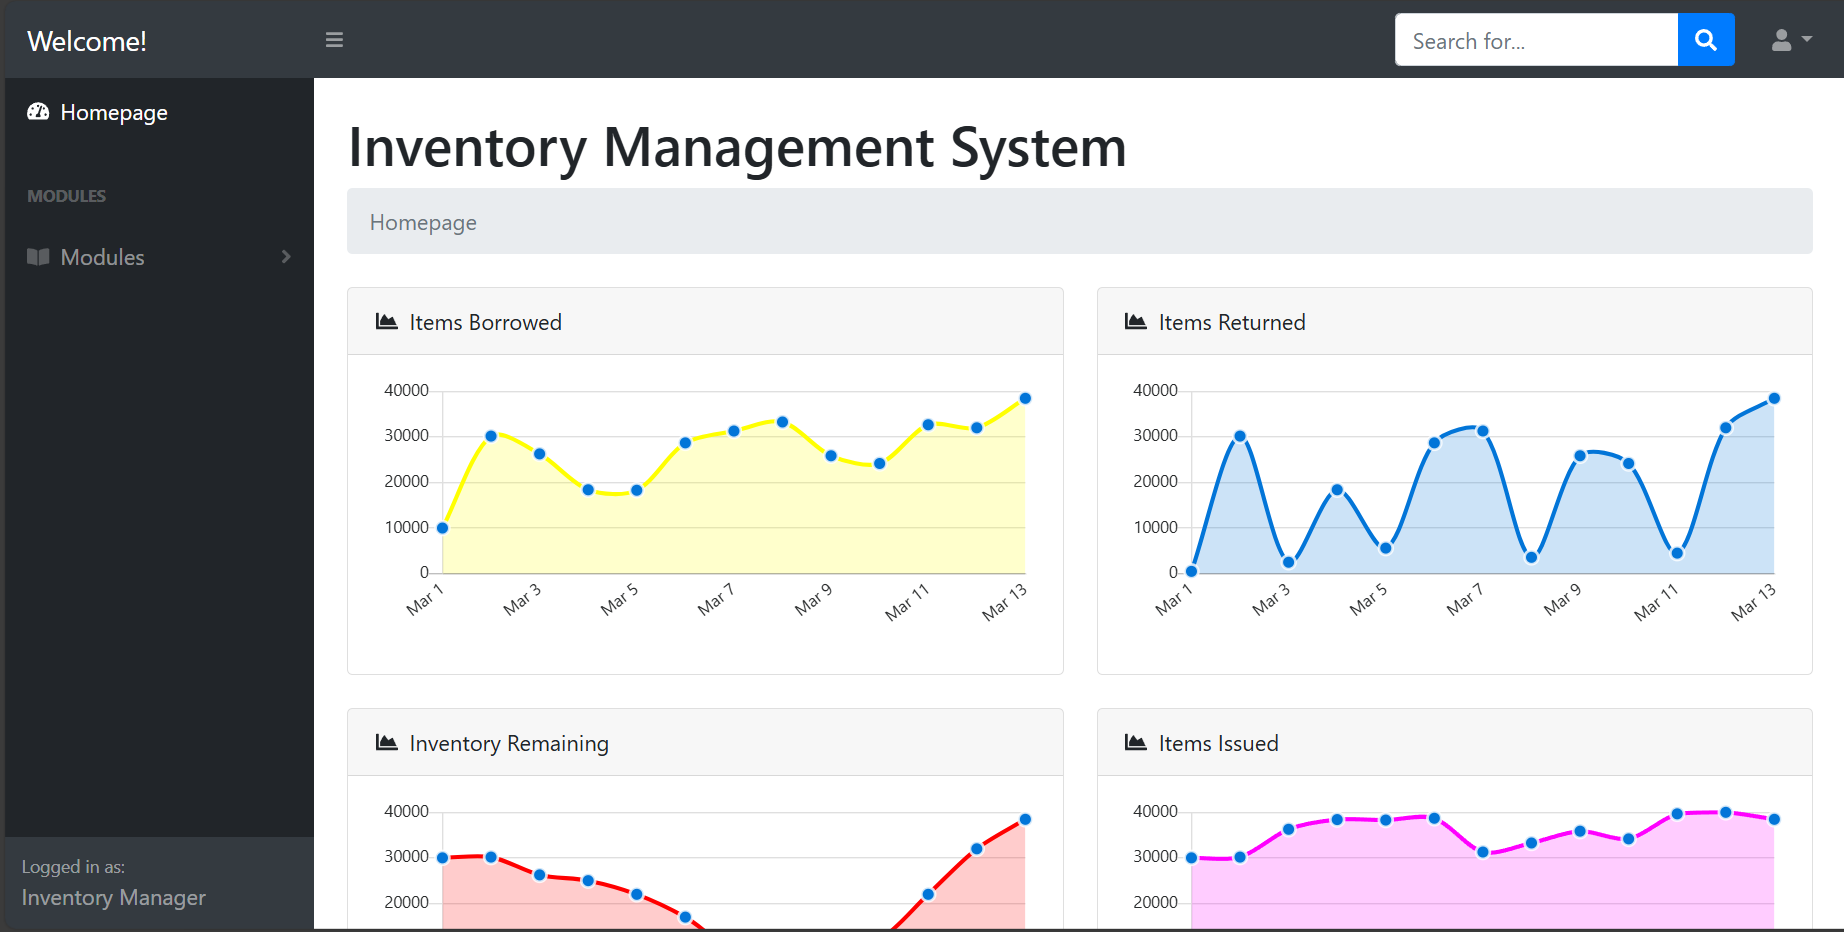 Welcome!
Search for...
Homepage
MODULES
Modules
Logged in as:
Inventory Manager
Inventory Management System
Homepage
Items Borrowed
40000
30000
20000
10000
0
Mar 1 Mar 3 Mar 5 Mar 7 Mar 9 Mar 11 Mar 13
Items Returned
40000
30000
20000
10000
0
Mar 1 Mar 3 Mar 5 Mar 7 Mar 9 Mar 11 Mar 13
Inventory Remaining
40000
30000
20000
Items Issued
40000
30000
20000